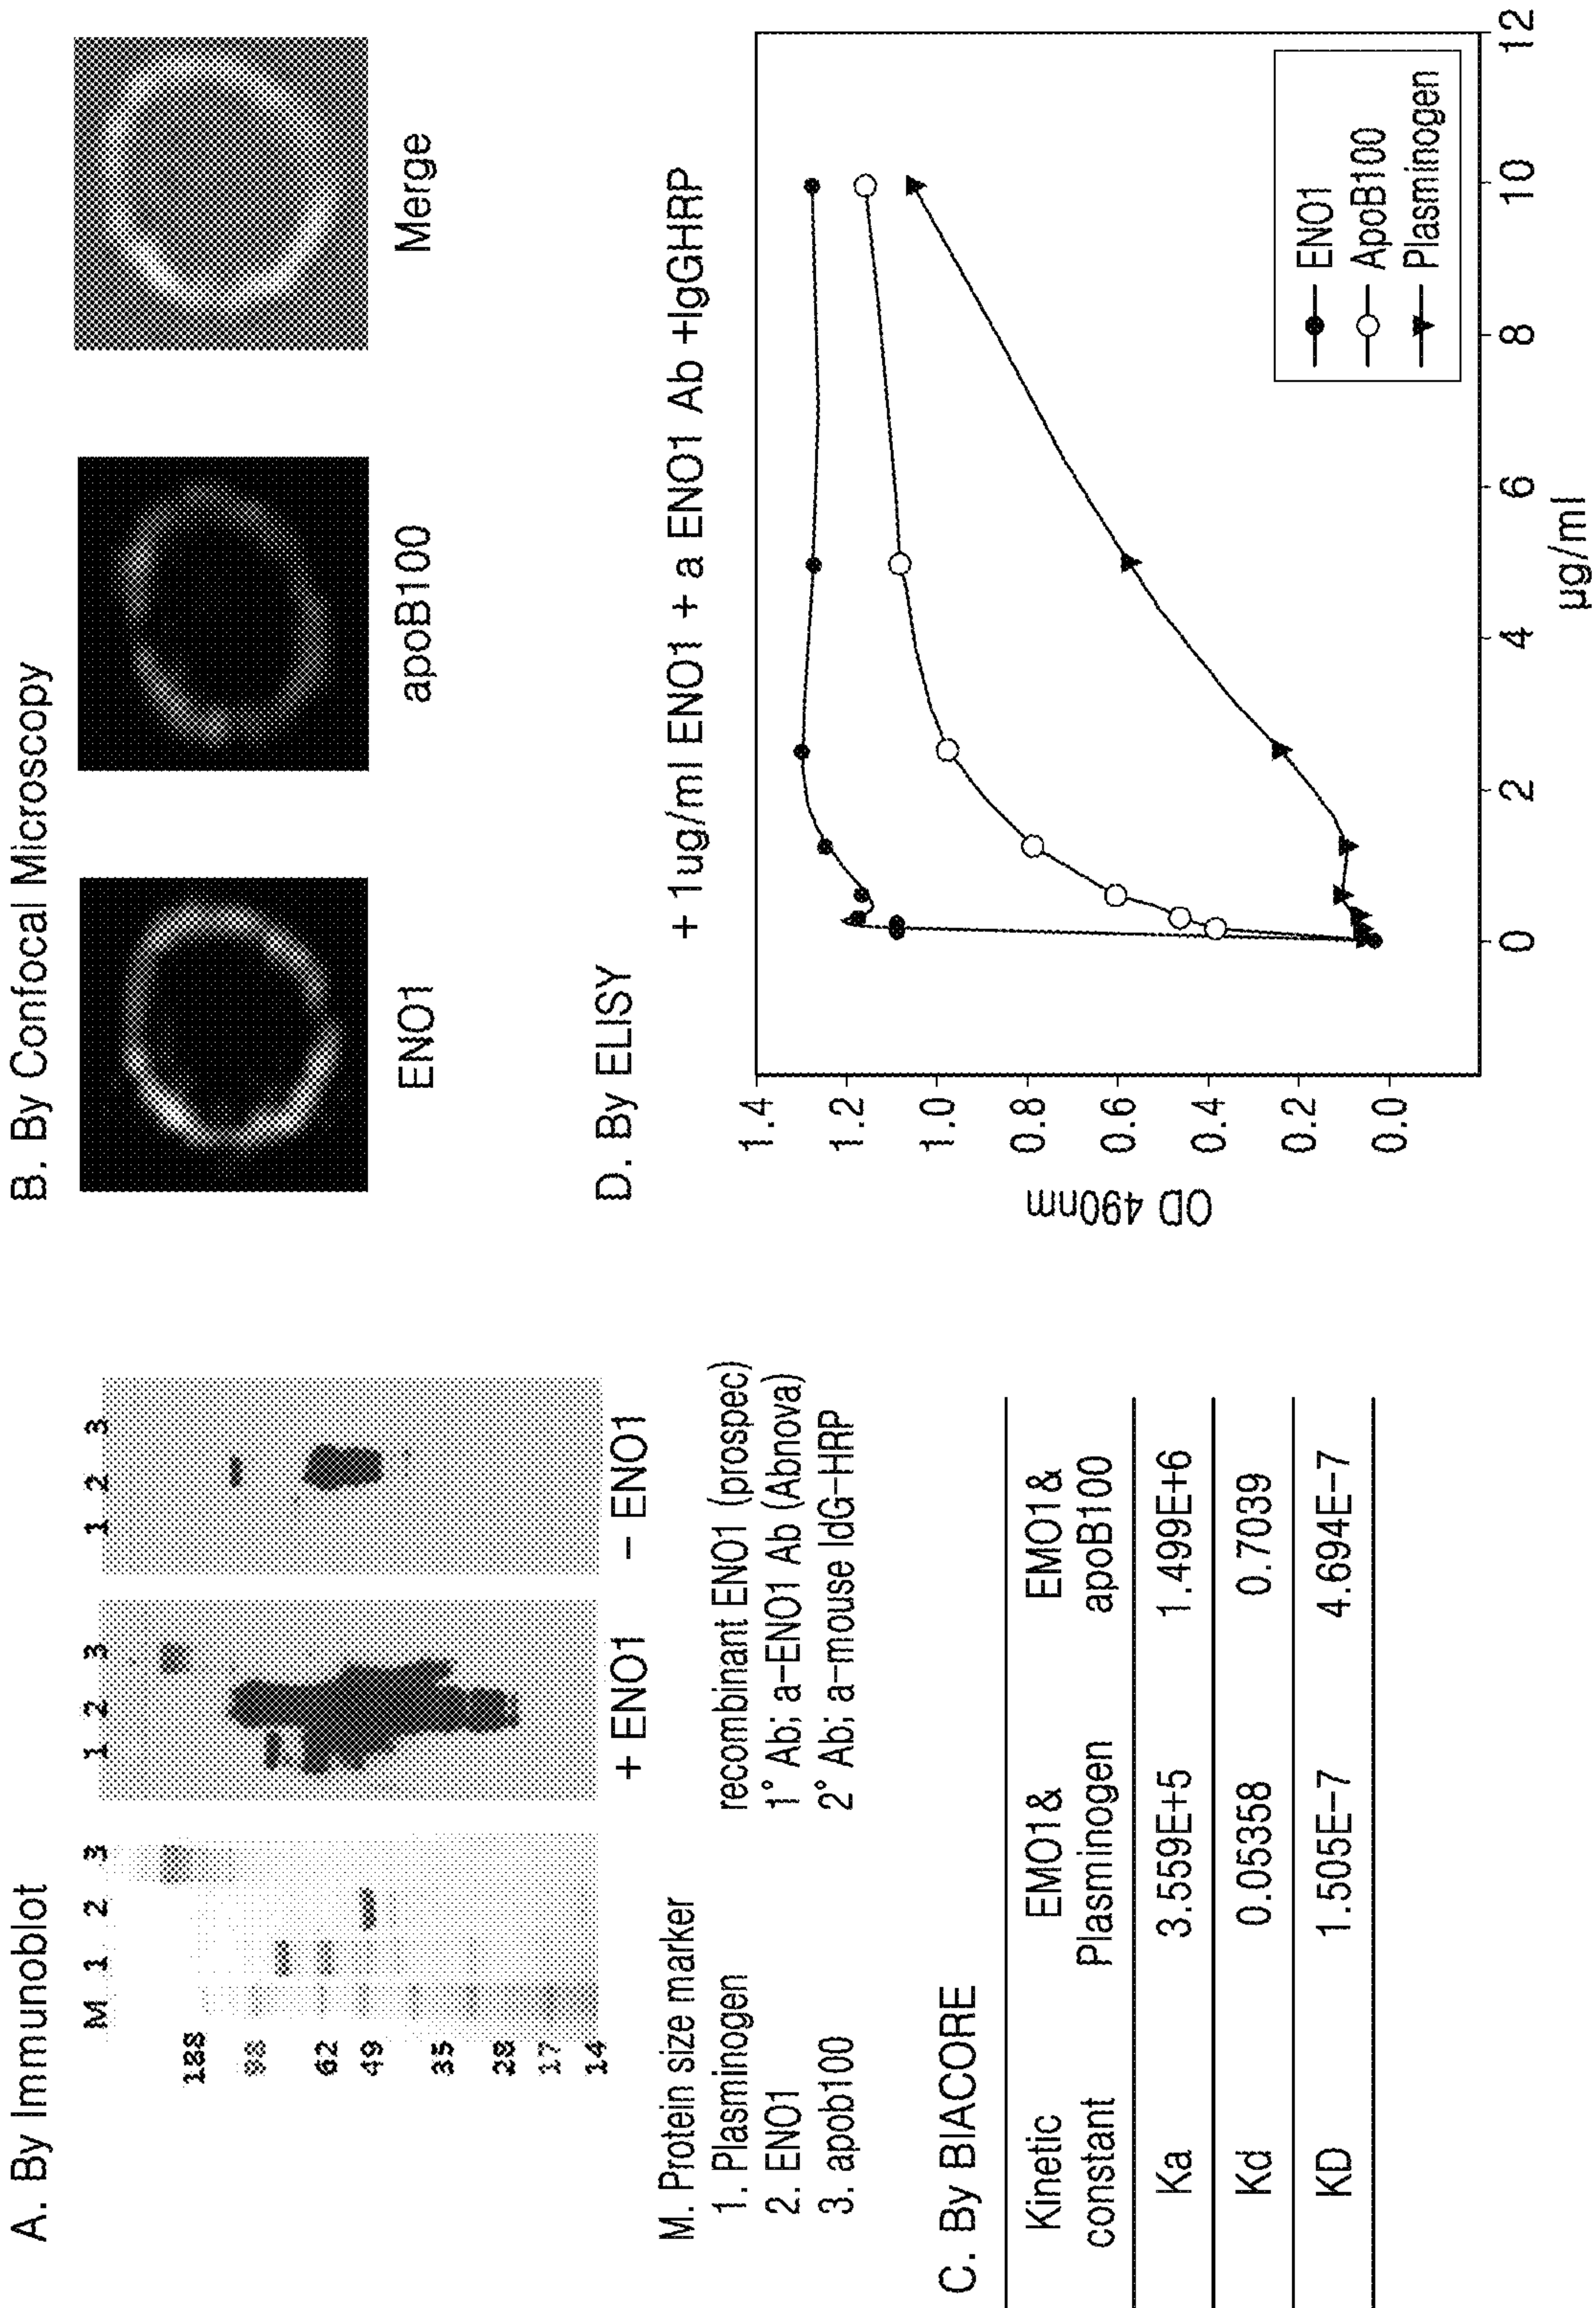 A. By Immunoblot
M 1 2 3
1 2 3
1 2 3
188
98
62
49
35
28
17
14
+ ENO1
− ENO1
M. Protein size marker
1. Plasminogen
2. ENO1
3. apob100
recombinant ENO1 (prospec)
1° Ab; a−ENO1 Ab (Abnova)
2° Ab; a−mouse IdG−HRP
B. By Confocal Microscopy
ENO1
apoB100
Merge
C. By BIACORE
Kinetic constant
EMO1& Plasminogen
EMO1& apoB100
Ka 3.559E+5 1.499E+6
Kd 0.05358 0.7039
KD 1.505E−7 4.694E−7
D. By ELISY
+ 1ug/ml ENO1 + a ENO1 Ab +IgGHRP
OD 490nm
1.4
1.2
1.0
0.8
0.6
0.4
0.2
0.0
0 2 4 6 8 10 12
µg/ml
ENO1
ApoB100
Plasminogen